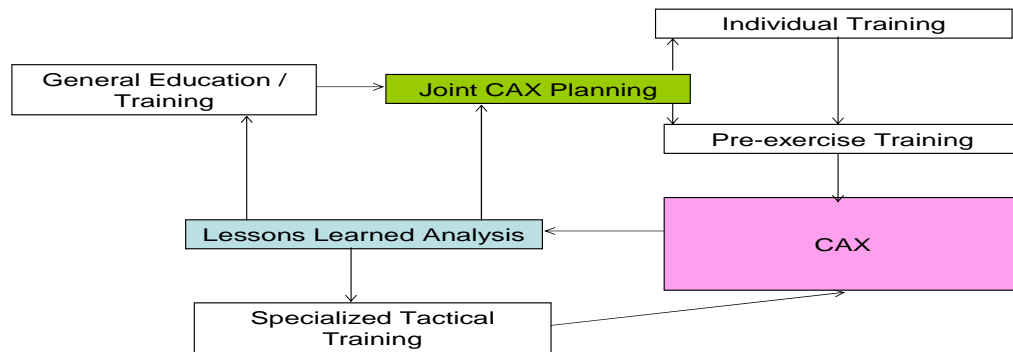 Individual Training
General Education /
Training
Joint CAX Planning
Pre-exercise Training
Lessons Learned Analysis
CAX
Specialized Tactical
Training